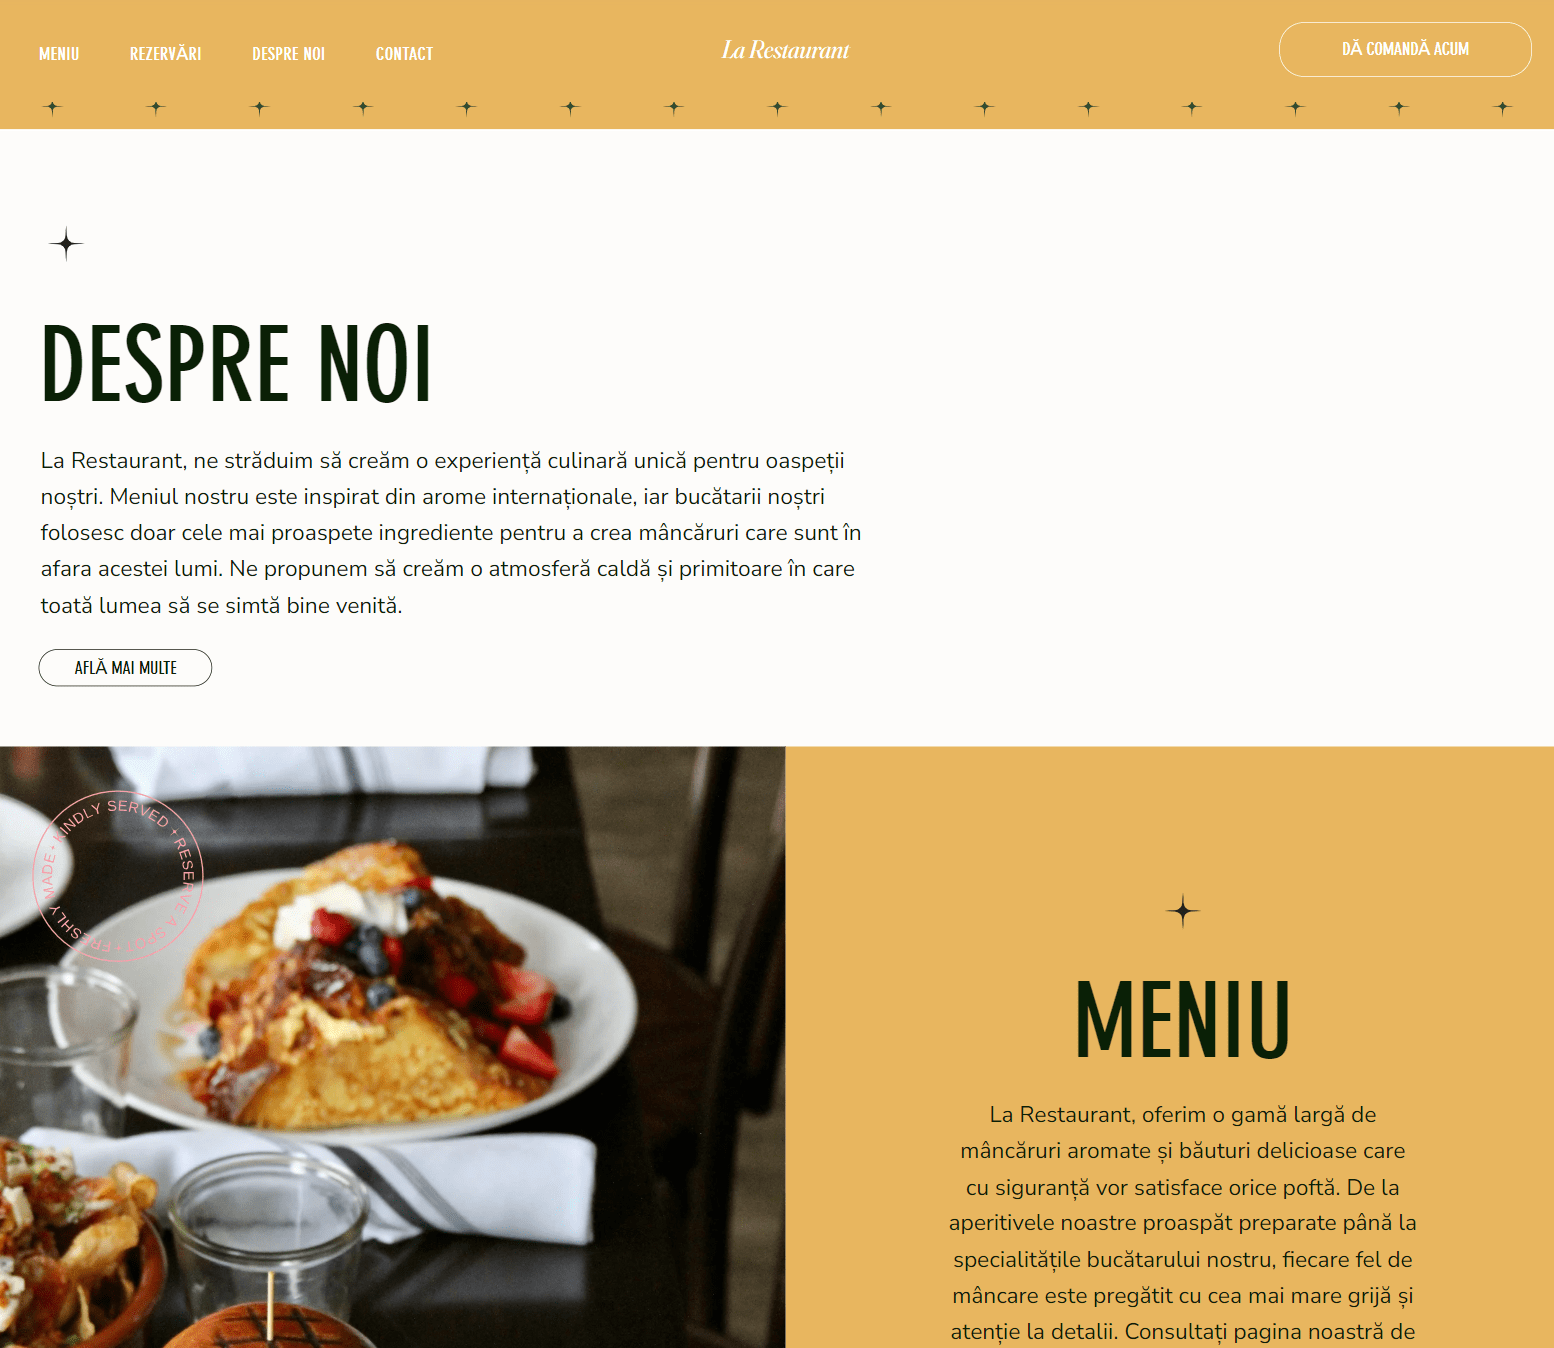 MENIU
REZERVĂRI
DESPRE NOI
CONTACT
La Restaurant
DĂ COMANDĂ ACUM
DESPRE NOI
La Restaurant, ne străduim să creăm o experiență culinară unică pentru oaspeții
noștri. Meniul nostru este inspirat din arome internaționale, iar bucătarii noștri
folosesc doar cele mai proaspete ingrediente pentru a crea mâncăruri care sunt în
afara acestei lumi. Ne propunem să creăm o atmosferă caldă și primitoare în care
toată lumea să se simtă bine venită.
AFLĂ MAI MULTE
KINDLY SERVED ✦ RESERVE A SPOT ✦ FRESHLY MADE ✦
MENIU
La Restaurant, oferim o gamă largă de
mâncăruri aromate și băuturi delicioase care
cu siguranță vor satisface orice poftă. De la
aperitivele noastre proaspăt preparate până la
specialitățile bucătarului nostru, fiecare fel de
mâncare este pregătit cu cea mai mare grijă și
atenție la detalii. Consultați pagina noastră de